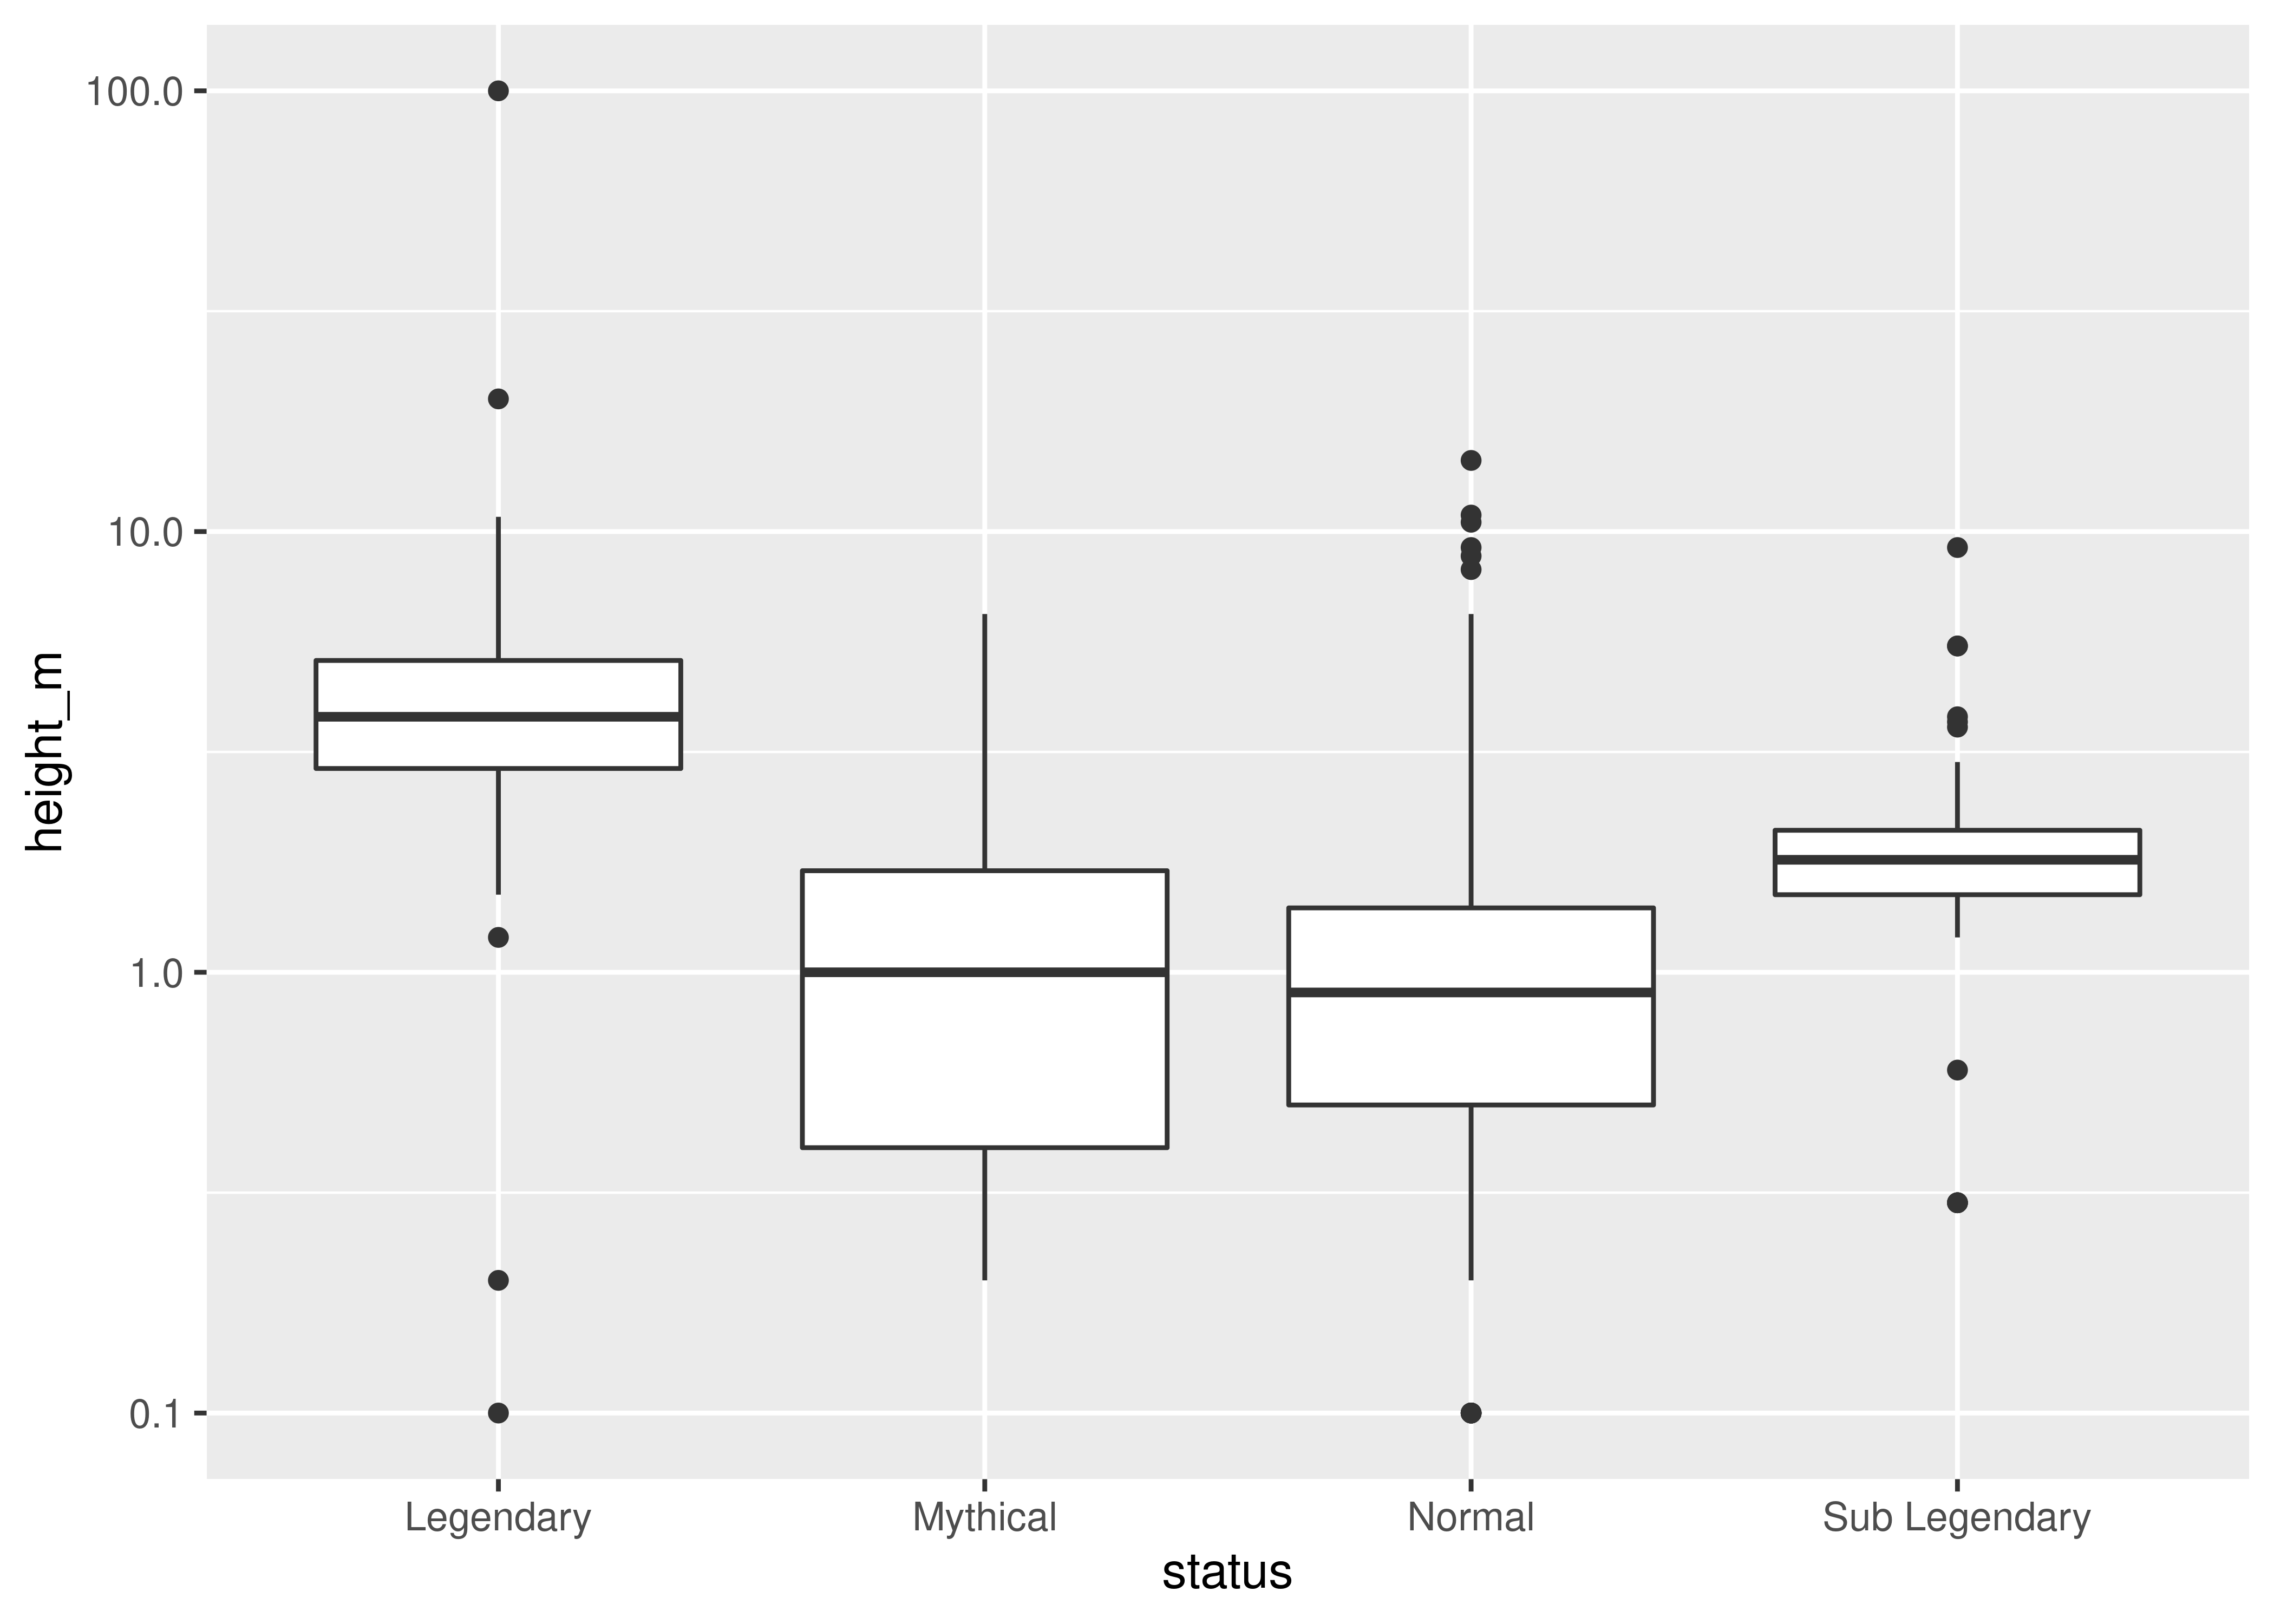 height_m
100.0
10.0
1.0
0.1
Legendary
Mythical
Normal
Sub Legendary
status